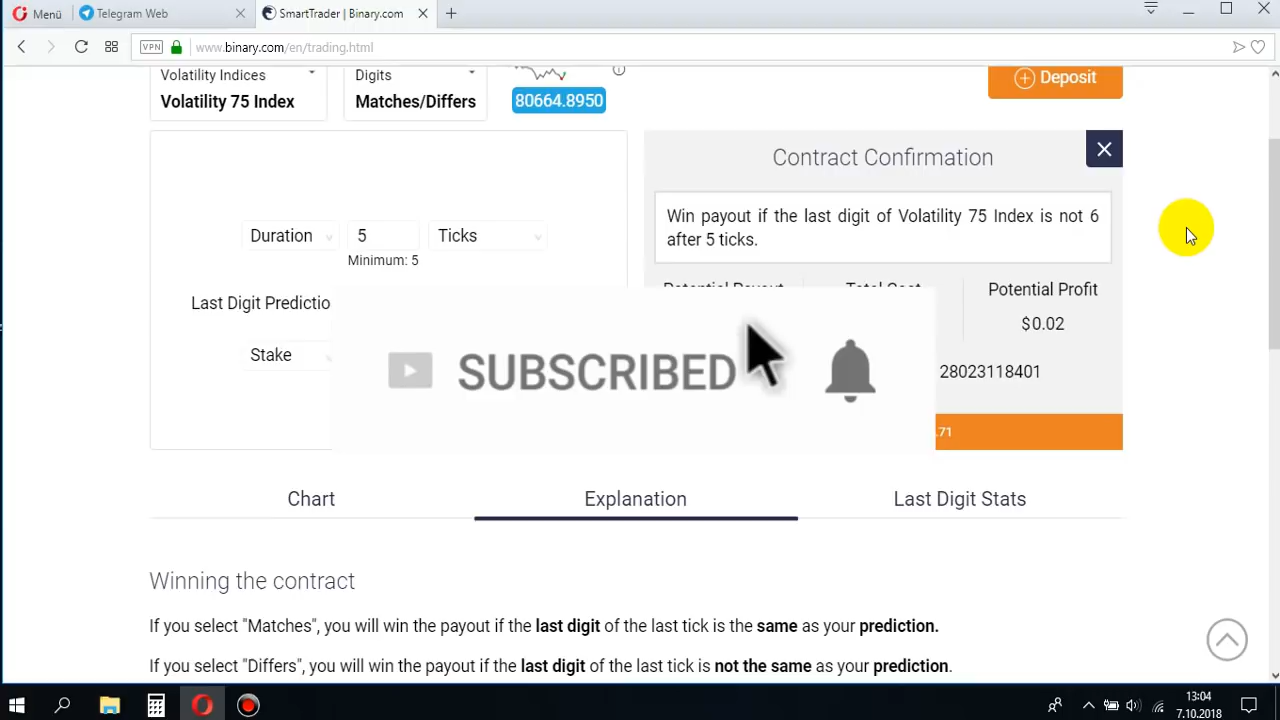 Menü
Telegram Web
SmartTrader | Binary.com
VPN
www.binary.com/en/trading.html
Volatility Indices
Volatility 75 Index
Digits
Matches/Differs
80664.8950
Deposit
Duration
5
Ticks
Minimum: 5
Last Digit Predictio
Stake
Contract Confirmation
Win payout if the last digit of Volatility 75 Index is not 6
after 5 ticks.
Potential Payout
Total Cost
Potential Profit
$0.02
28023118401
.71
SUBSCRIBED
Chart
Explanation
Last Digit Stats
Winning the contract
If you select "Matches", you will win the payout if the last digit of the last tick is the same as your prediction.
If you select "Differs", you will win the payout if the last digit of the last tick is not the same as your prediction.
13:04
7.10.2018